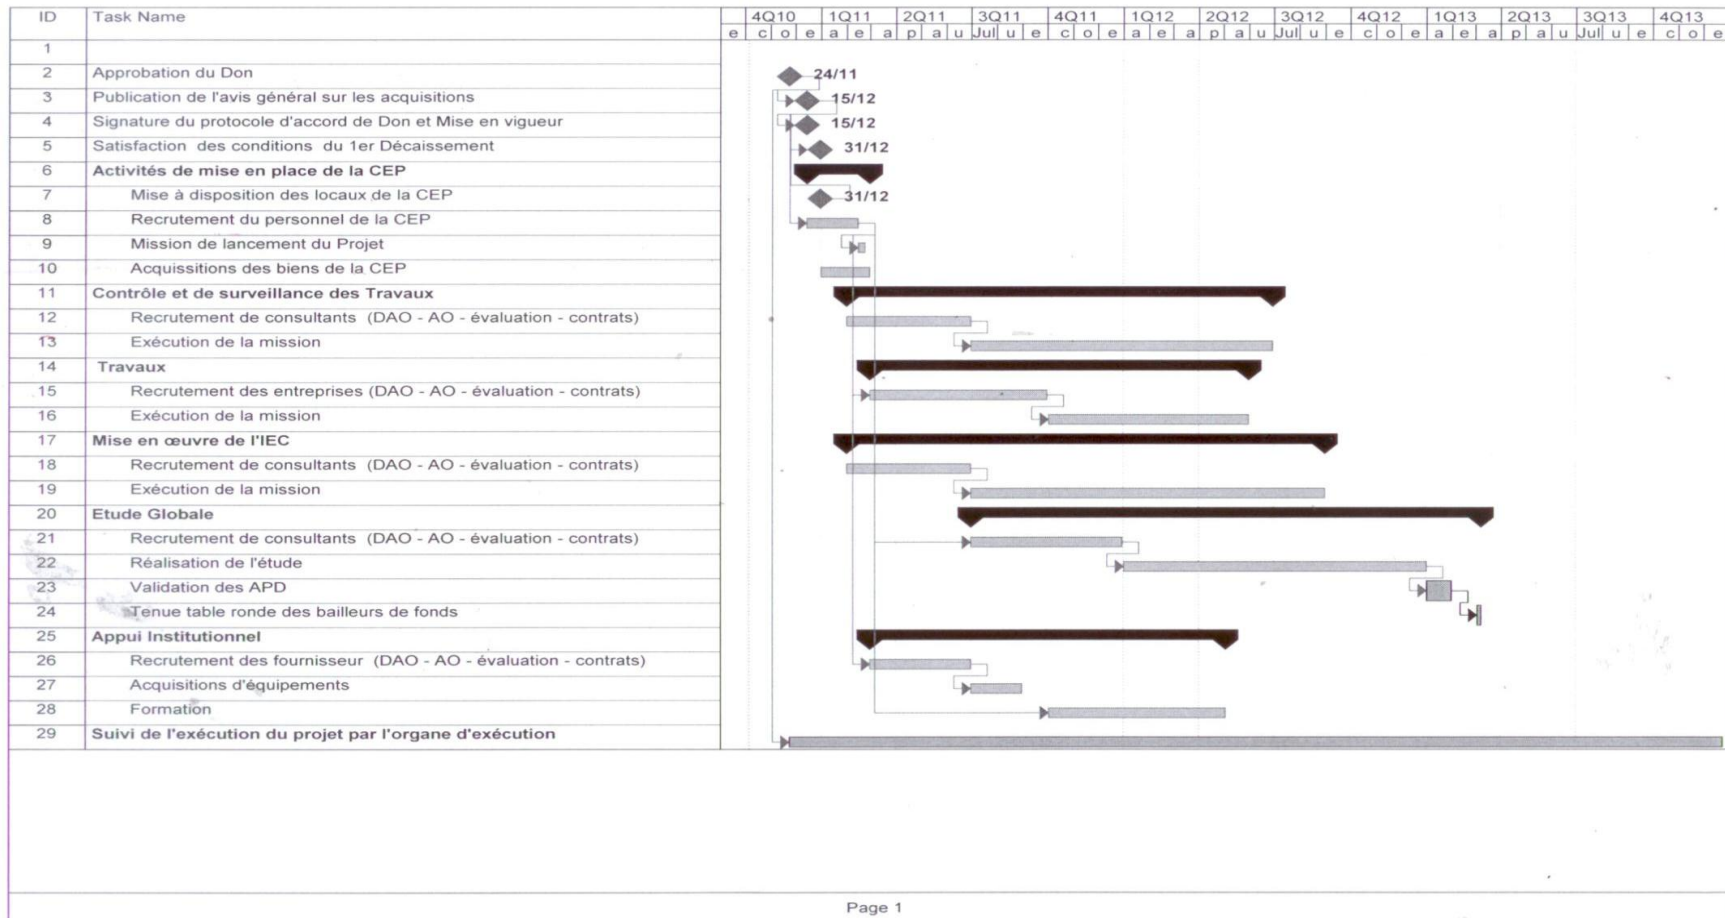 ID Task Name 4Q10 1Q11 2Q11 3Q11 4Q11 1Q12 2Q12 3Q12 4Q12 1Q13 2Q13 3Q13 4Q13
e c o e a e a p a u Jul u e c o e a e a p a u Jul u e c o e a e a p a u Jul u e c o e
1
2 Approbation du Don 24/11
3 Publication de l'avis général sur les acquisitions 15/12
4 Signature du protocole d'accord de Don et Mise en vigueur 15/12
5 Satisfaction des conditions du 1er Décaissement 31/12
6 Activités de mise en place de la CEP
7 Mise à disposition des locaux de la CEP 31/12
8 Recrutement du personnel de la CEP
9 Mission de lancement du Projet
10 Acquissitions des biens de la CEP
11 Contrôle et de surveillance des Travaux
12 Recrutement de consultants (DAO - AO - évaluation - contrats)
13 Exécution de la mission
14 Travaux
15 Recrutement des entreprises (DAO - AO - évaluation - contrats)
16 Exécution de la mission
17 Mise en œuvre de l'IEC
18 Recrutement de consultants (DAO - AO - évaluation - contrats)
19 Exécution de la mission
20 Etude Globale
21 Recrutement de consultants (DAO - AO - évaluation - contrats)
22 Réalisation de l'étude
23 Validation des APD
24 Tenue table ronde des bailleurs de fonds
25 Appui Institutionnel
26 Recrutement des fournisseur (DAO - AO - évaluation - contrats)
27 Acquisitions d'équipements
28 Formation
29 Suivi de l'exécution du projet par l'organe d'exécution
Page 1